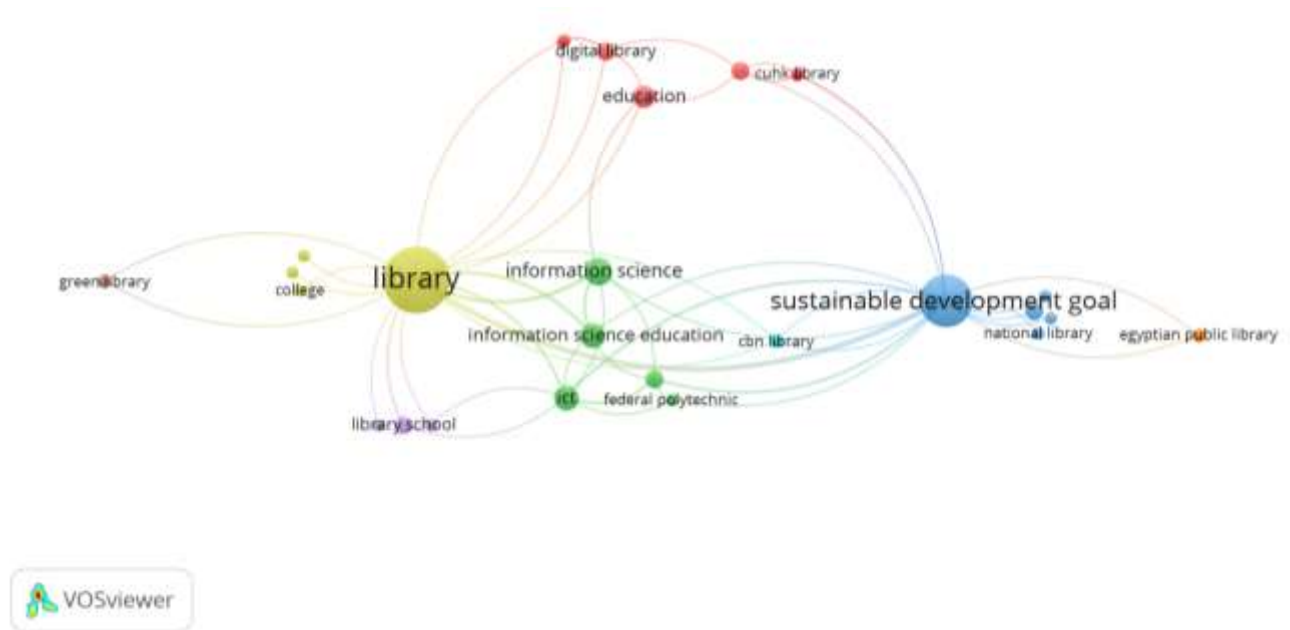 digital library
cuhk library
education
library
information science
green library
college
sustainable development goal
information science education
cbn library
national library
egyptian public library
ict
federal polytechnic
library school
VOSviewer